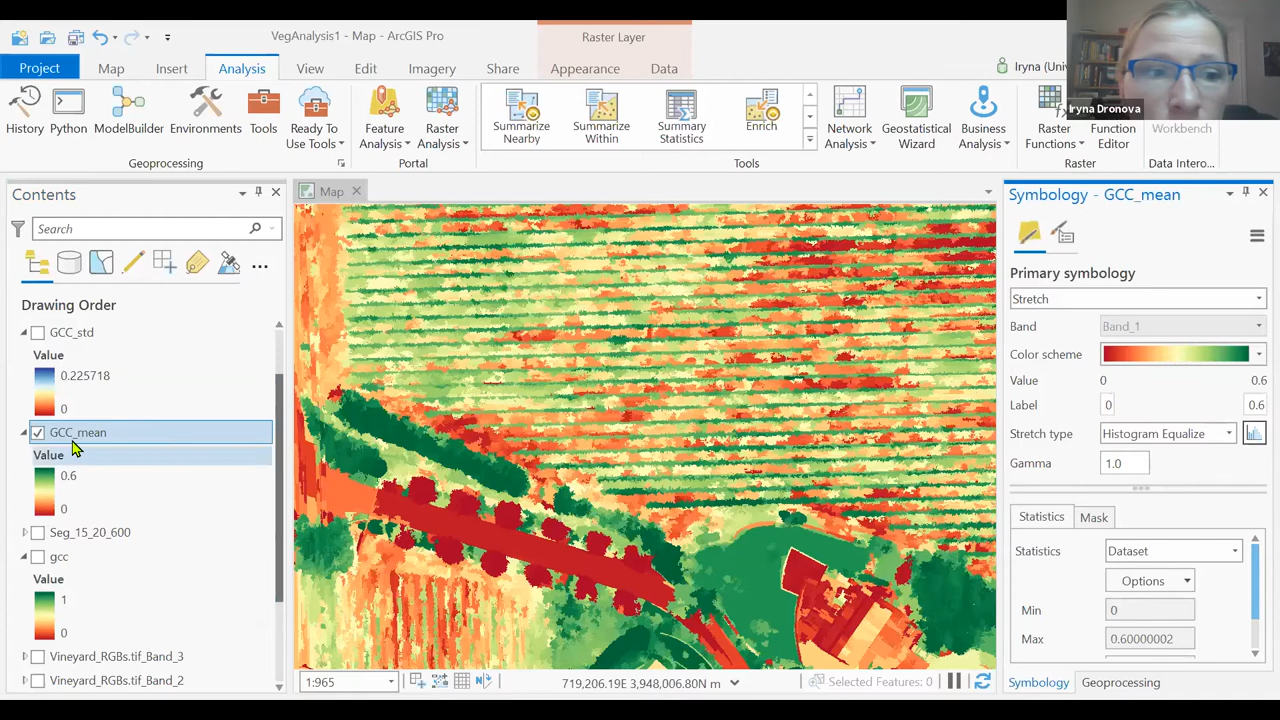 VegAnalysis1 - Map - ArcGIS Pro
Raster Layer
Project
Map
Insert
Analysis
View
Edit
Imagery
Share
Appearance
Data
Iryna (Uni
Iryna Dronova
History
Python
ModelBuilder
Environments
Tools
Ready To
Use Tools
Geoprocessing
Feature
Analysis
Raster
Analysis
Portal
Summarize
Nearby
Summarize
Within
Summary
Statistics
Enrich
Tools
Network
Analysis
Geostatistical
Wizard
Business
Analysis
Raster
Functions
Function
Editor
Raster
Workbench
Data Intero...
Contents
Search
Drawing Order
GCC_std
Value
0.225718
0
GCC_mean
Value
0.6
0
Seg_15_20_600
gcc
Value
1
0
Vineyard_RGBs.tif_Band_3
Vineyard_RGBs.tif_Band_2
Map
1:965
719,206.19E 3,948,006.80N m
Selected Features: 0
Symbology - GCC_mean
Primary symbology
Stretch
Band
Band_1
Color scheme
Value
0
0.6
Label
0
0.6
Stretch type
Histogram Equalize
Gamma
1.0
Statistics
Mask
Statistics
Dataset
Options
Min
0
Max
0.60000002
Symbology
Geoprocessing